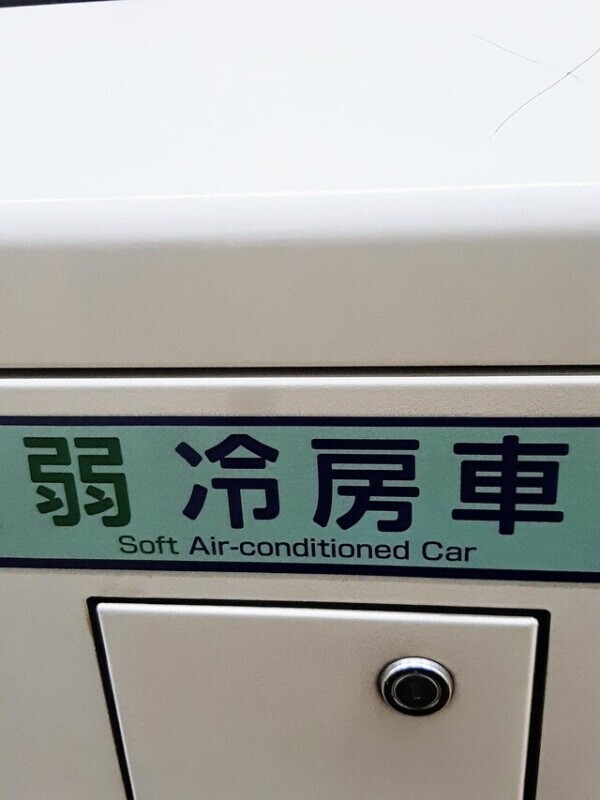 弱冷房車
Soft Air-conditioned Car